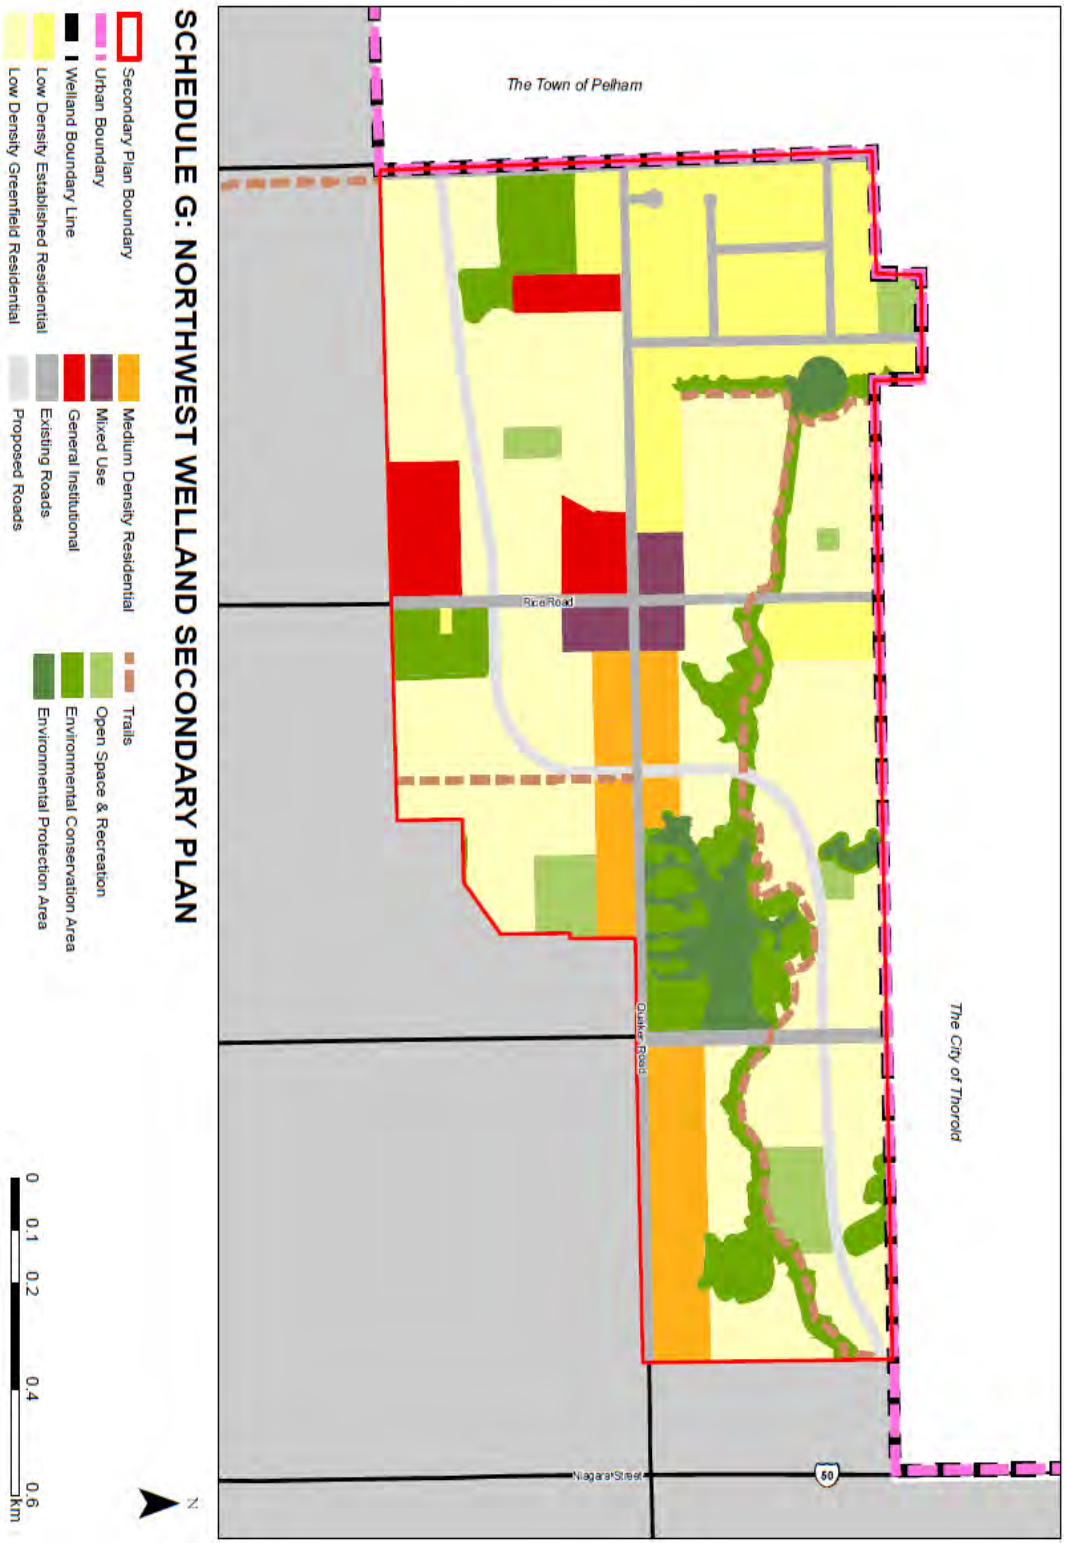 The Town of Pelham
The City of Thorold
Rice Road
Quaker Road
Niagara Street
50
SCHEDULE G: NORTHWEST WELLAND SECONDARY PLAN
Secondary Plan Boundary
Urban Boundary
Welland Boundary Line
Low Density Established Residential
Low Density Greenfield Residential
Medium Density Residential
Mixed Use
General Institutional
Existing Roads
Proposed Roads
Trails
Open Space & Recreation
Environmental Conservation Area
Environmental Protection Area
0 0.1 0.2 0.4 0.6
km
N